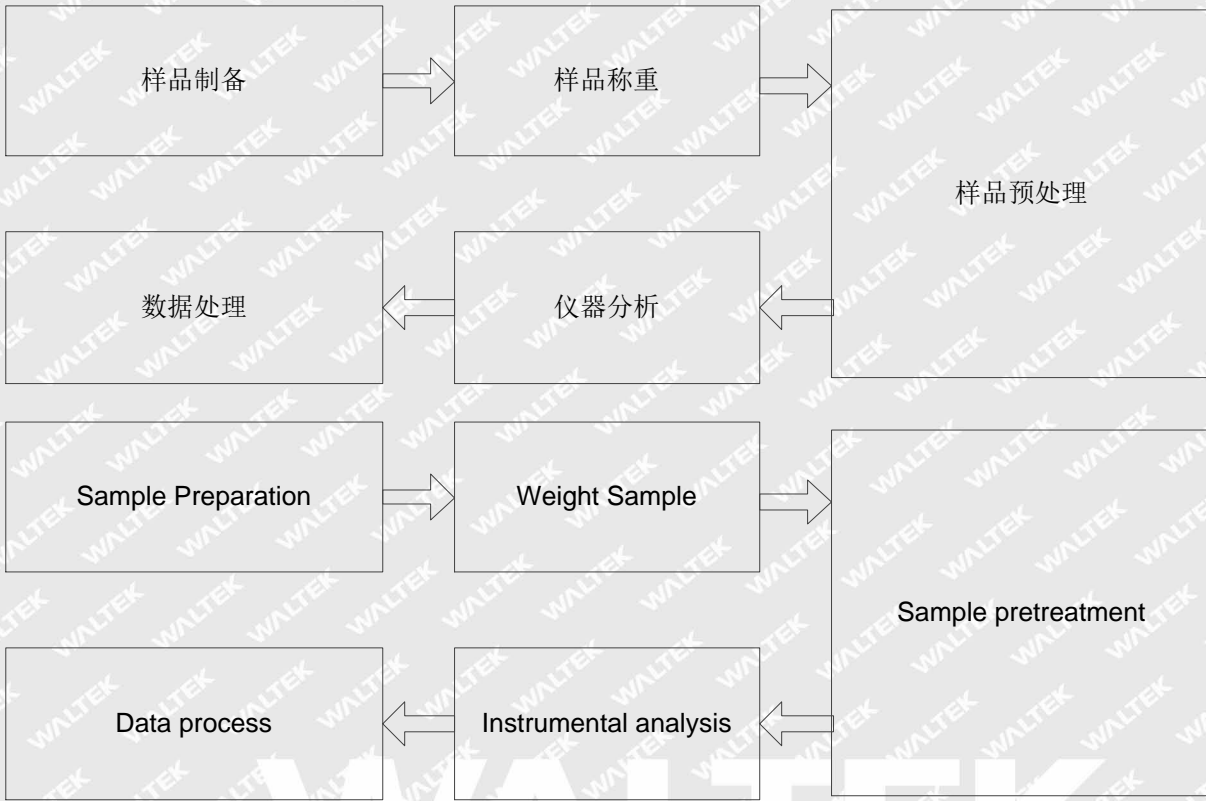 样品制备
样品称重
样品预处理
仪器分析
数据处理
Sample Preparation
Weight Sample
Sample pretreatment
Instrumental analysis
Data process
WALTEK